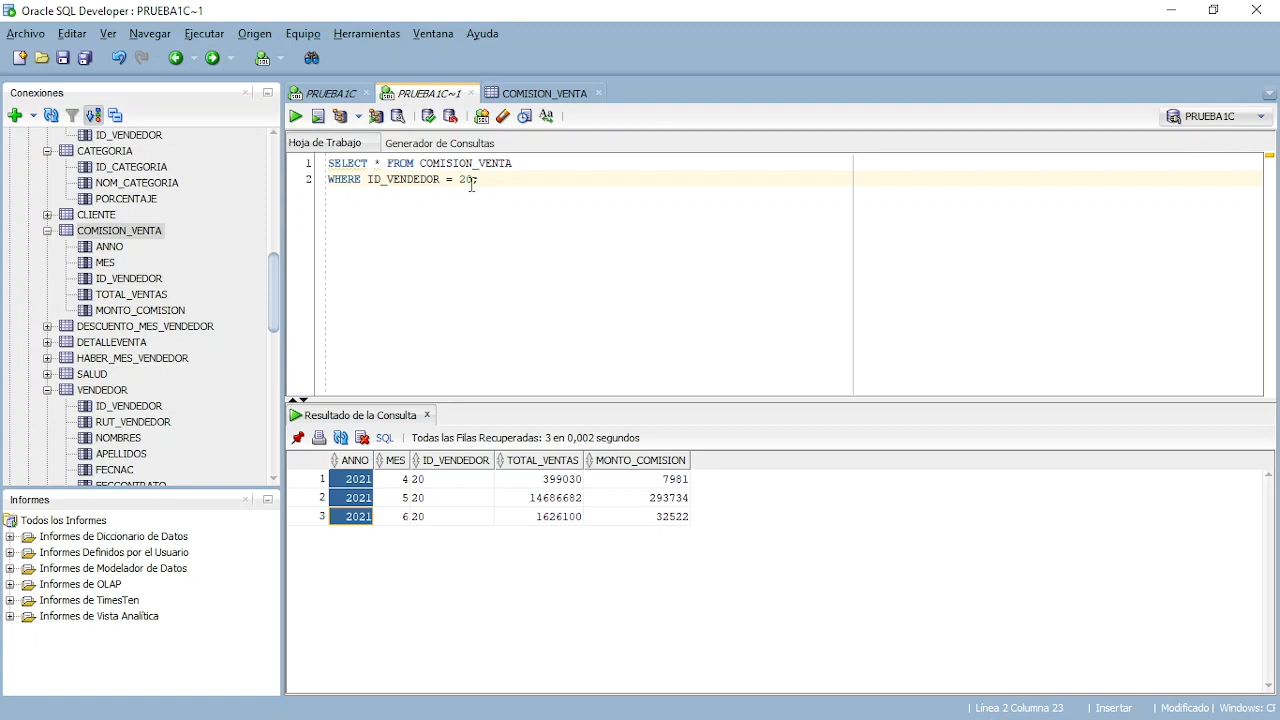 Oracle SQL Developer : PRUEBA1C~1
Archivo Editar Ver Navegar Ejecutar Origen Equipo Herramientas Ventana Ayuda
Conexiones
ID_VENDEDOR
CATEGORIA
ID_CATEGORIA
NOM_CATEGORIA
PORCENTAJE
CLIENTE
COMISION_VENTA
ANNO
MES
ID_VENDEDOR
TOTAL_VENTAS
MONTO_COMISION
DESCUENTO_MES_VENDEDOR
DETALLEVENTA
HABER_MES_VENDEDOR
SALUD
VENDEDOR
ID_VENDEDOR
RUT_VENDEDOR
NOMBRES
APELLIDOS
FECNAC
FECCONTRATO
Informes
Todos los Informes
Informes de Diccionario de Datos
Informes Definidos por el Usuario
Informes de Modelador de Datos
Informes de OLAP
Informes de TimesTen
Informes de Vista Analítica
PRUEBA1C PRUEBA1C~1 COMISION_VENTA
PRUEBA1C
Hoja de Trabajo Generador de Consultas
1 SELECT * FROM COMISION_VENTA
2 WHERE ID_VENDEDOR = 20;
Resultado de la Consulta x
SQL | Todas las Filas Recuperadas: 3 en 0,002 segundos
ANNO MES ID_VENDEDOR TOTAL_VENTAS MONTO_COMISION
1 2021 4 20 399030 7981
2 2021 5 20 14686682 293734
3 2021 6 20 1626100 32522
Línea 2 Columna 23 | Insertar | Modificado | Windows: CF